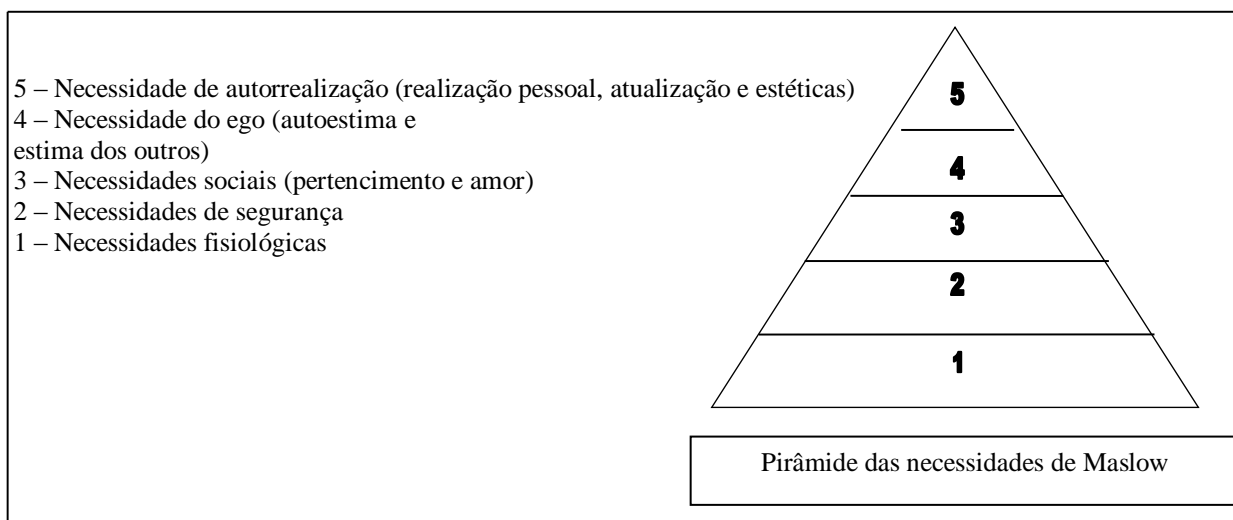 5 – Necessidade de autorrealização (realização pessoal, atualização e estéticas)
4 – Necessidade do ego (autoestima e
estima dos outros)
3 – Necessidades sociais (pertencimento e amor)
2 – Necessidades de segurança
1 – Necessidades fisiológicas
5
4
3
2
1
Pirâmide das necessidades de Maslow